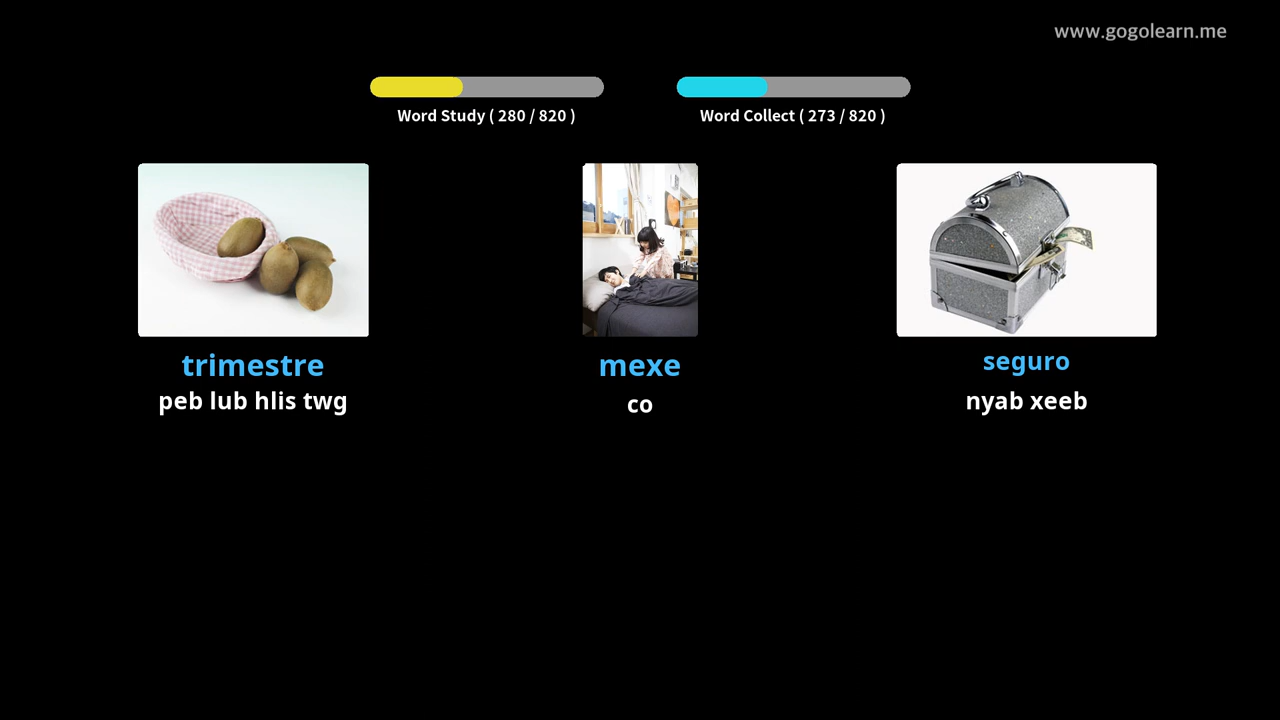 www.gogolearn.me
Word Study ( 280 / 820 )
Word Collect ( 273 / 820 )
trimestre
peb lub hlis twg
mexe
co
seguro
nyab xeeb